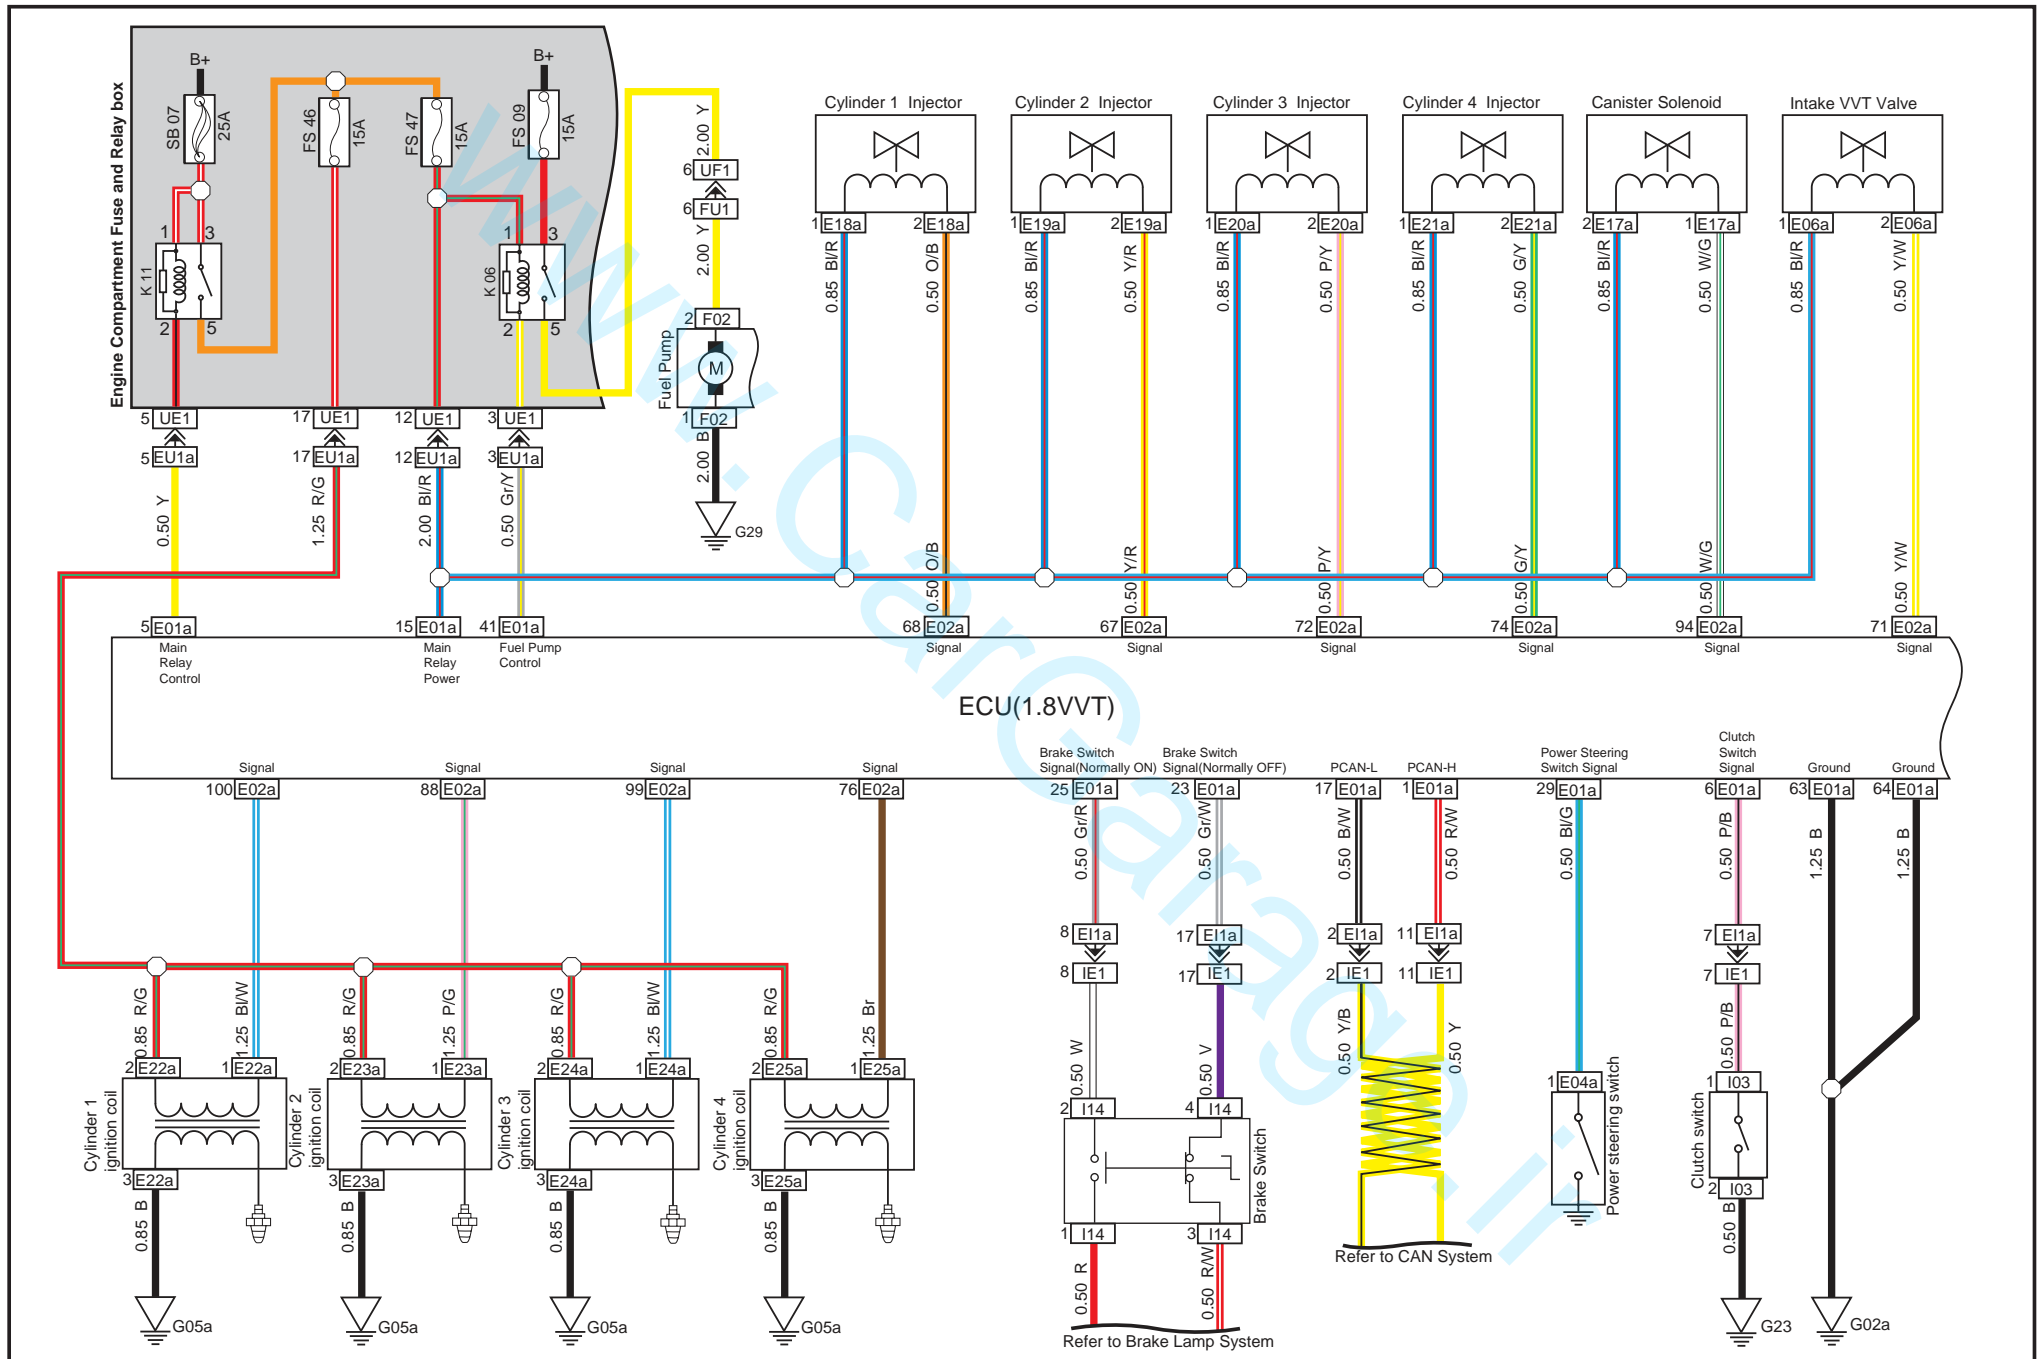 Engine Compartment Fuse and Relay box
B+
SB 07
25A
FS 46
15A
FS 47
15A
B+
FS 09
15A
1
3
K 11
2
5
1
3
K 06
2
5
5 UE1
17 UE1
12 UE1
3 UE1
5 EU1a
17 EU1a
12 EU1a
3 EU1a
0.50 Y
1.25 R/G
2.00 Bl/R
0.50 Gr/Y
2.00 Y
6 UF1
6 FU1
2.00 Y
2 F02
Fuel Pump
M
1 F02
2.00 B
G29
Cylinder 1 Injector
Cylinder 2 Injector
Cylinder 3 Injector
Cylinder 4 Injector
Canister Solenoid
Intake VVT Valve
1 E18a
2 E18a
1 E19a
2 E19a
1 E20a
2 E20a
1 E21a
2 E21a
2 E17a
1 E17a
1 E06a
2 E06a
0.85 Bl/R
0.50 O/B
0.85 Bl/R
0.50 Y/R
0.85 Bl/R
0.50 P/Y
0.85 Bl/R
0.50 G/Y
0.85 Bl/R
0.50 W/G
0.85 Bl/R
0.50 Y/W
0.50 O/B
0.50 Y/R
0.50 P/Y
0.50 G/Y
0.50 W/G
0.50 Y/W
5 E01a
15 E01a
41 E01a
68 E02a
67 E02a
72 E02a
74 E02a
94 E02a
71 E02a
Main
Relay
Control
Main
Relay
Power
Fuel Pump
Control
Signal
Signal
Signal
Signal
Signal
Signal
ECU(1.8VVT)
Signal
Signal
Signal
Signal
Brake Switch
Signal(Normally ON)
Brake Switch
Signal(Normally OFF)
PCAN-L
PCAN-H
Power Steering
Switch Signal
Clutch
Switch
Signal
Ground
Ground
100 E02a
88 E02a
99 E02a
76 E02a
25 E01a
23 E01a
17 E01a
1 E01a
29 E01a
6 E01a
63 E01a
64 E01a
0.50 Gr/R
0.50 Gr/W
0.50 B/W
0.50 R/W
0.50 Bl/G
0.50 P/B
1.25 B
1.25 B
8 EI1a
17 EI1a
2 EI1a
11 EI1a
7 EI1a
8 IE1
17 IE1
2 IE1
11 IE1
7 IE1
0.85 R/G
1.25 Bl/W
0.85 R/G
1.25 P/G
0.85 R/G
1.25 Bl/W
0.85 R/G
1.25 Br
0.50 W
0.50 V
0.50 Y/B
0.50 Y
0.50 P/B
2 E22a
1 E22a
2 E23a
1 E23a
2 E24a
1 E24a
2 E25a
1 E25a
2 I14
4 I14
1 E04a
1 I03
Cylinder 1
ignition coil
Cylinder 2
ignition coil
Cylinder 3
ignition coil
Cylinder 4
ignition coil
Brake Switch
Power steering switch
Clutch switch
3 E22a
3 E23a
3 E24a
3 E25a
1 I14
3 I14
2 I03
0.85 B
0.85 B
0.85 B
0.85 B
0.50 R
0.50 R/W
0.50 B
Refer to CAN System
Refer to Brake Lamp System
G05a
G05a
G05a
G05a
G23
G02a
www.CarGarage.ir